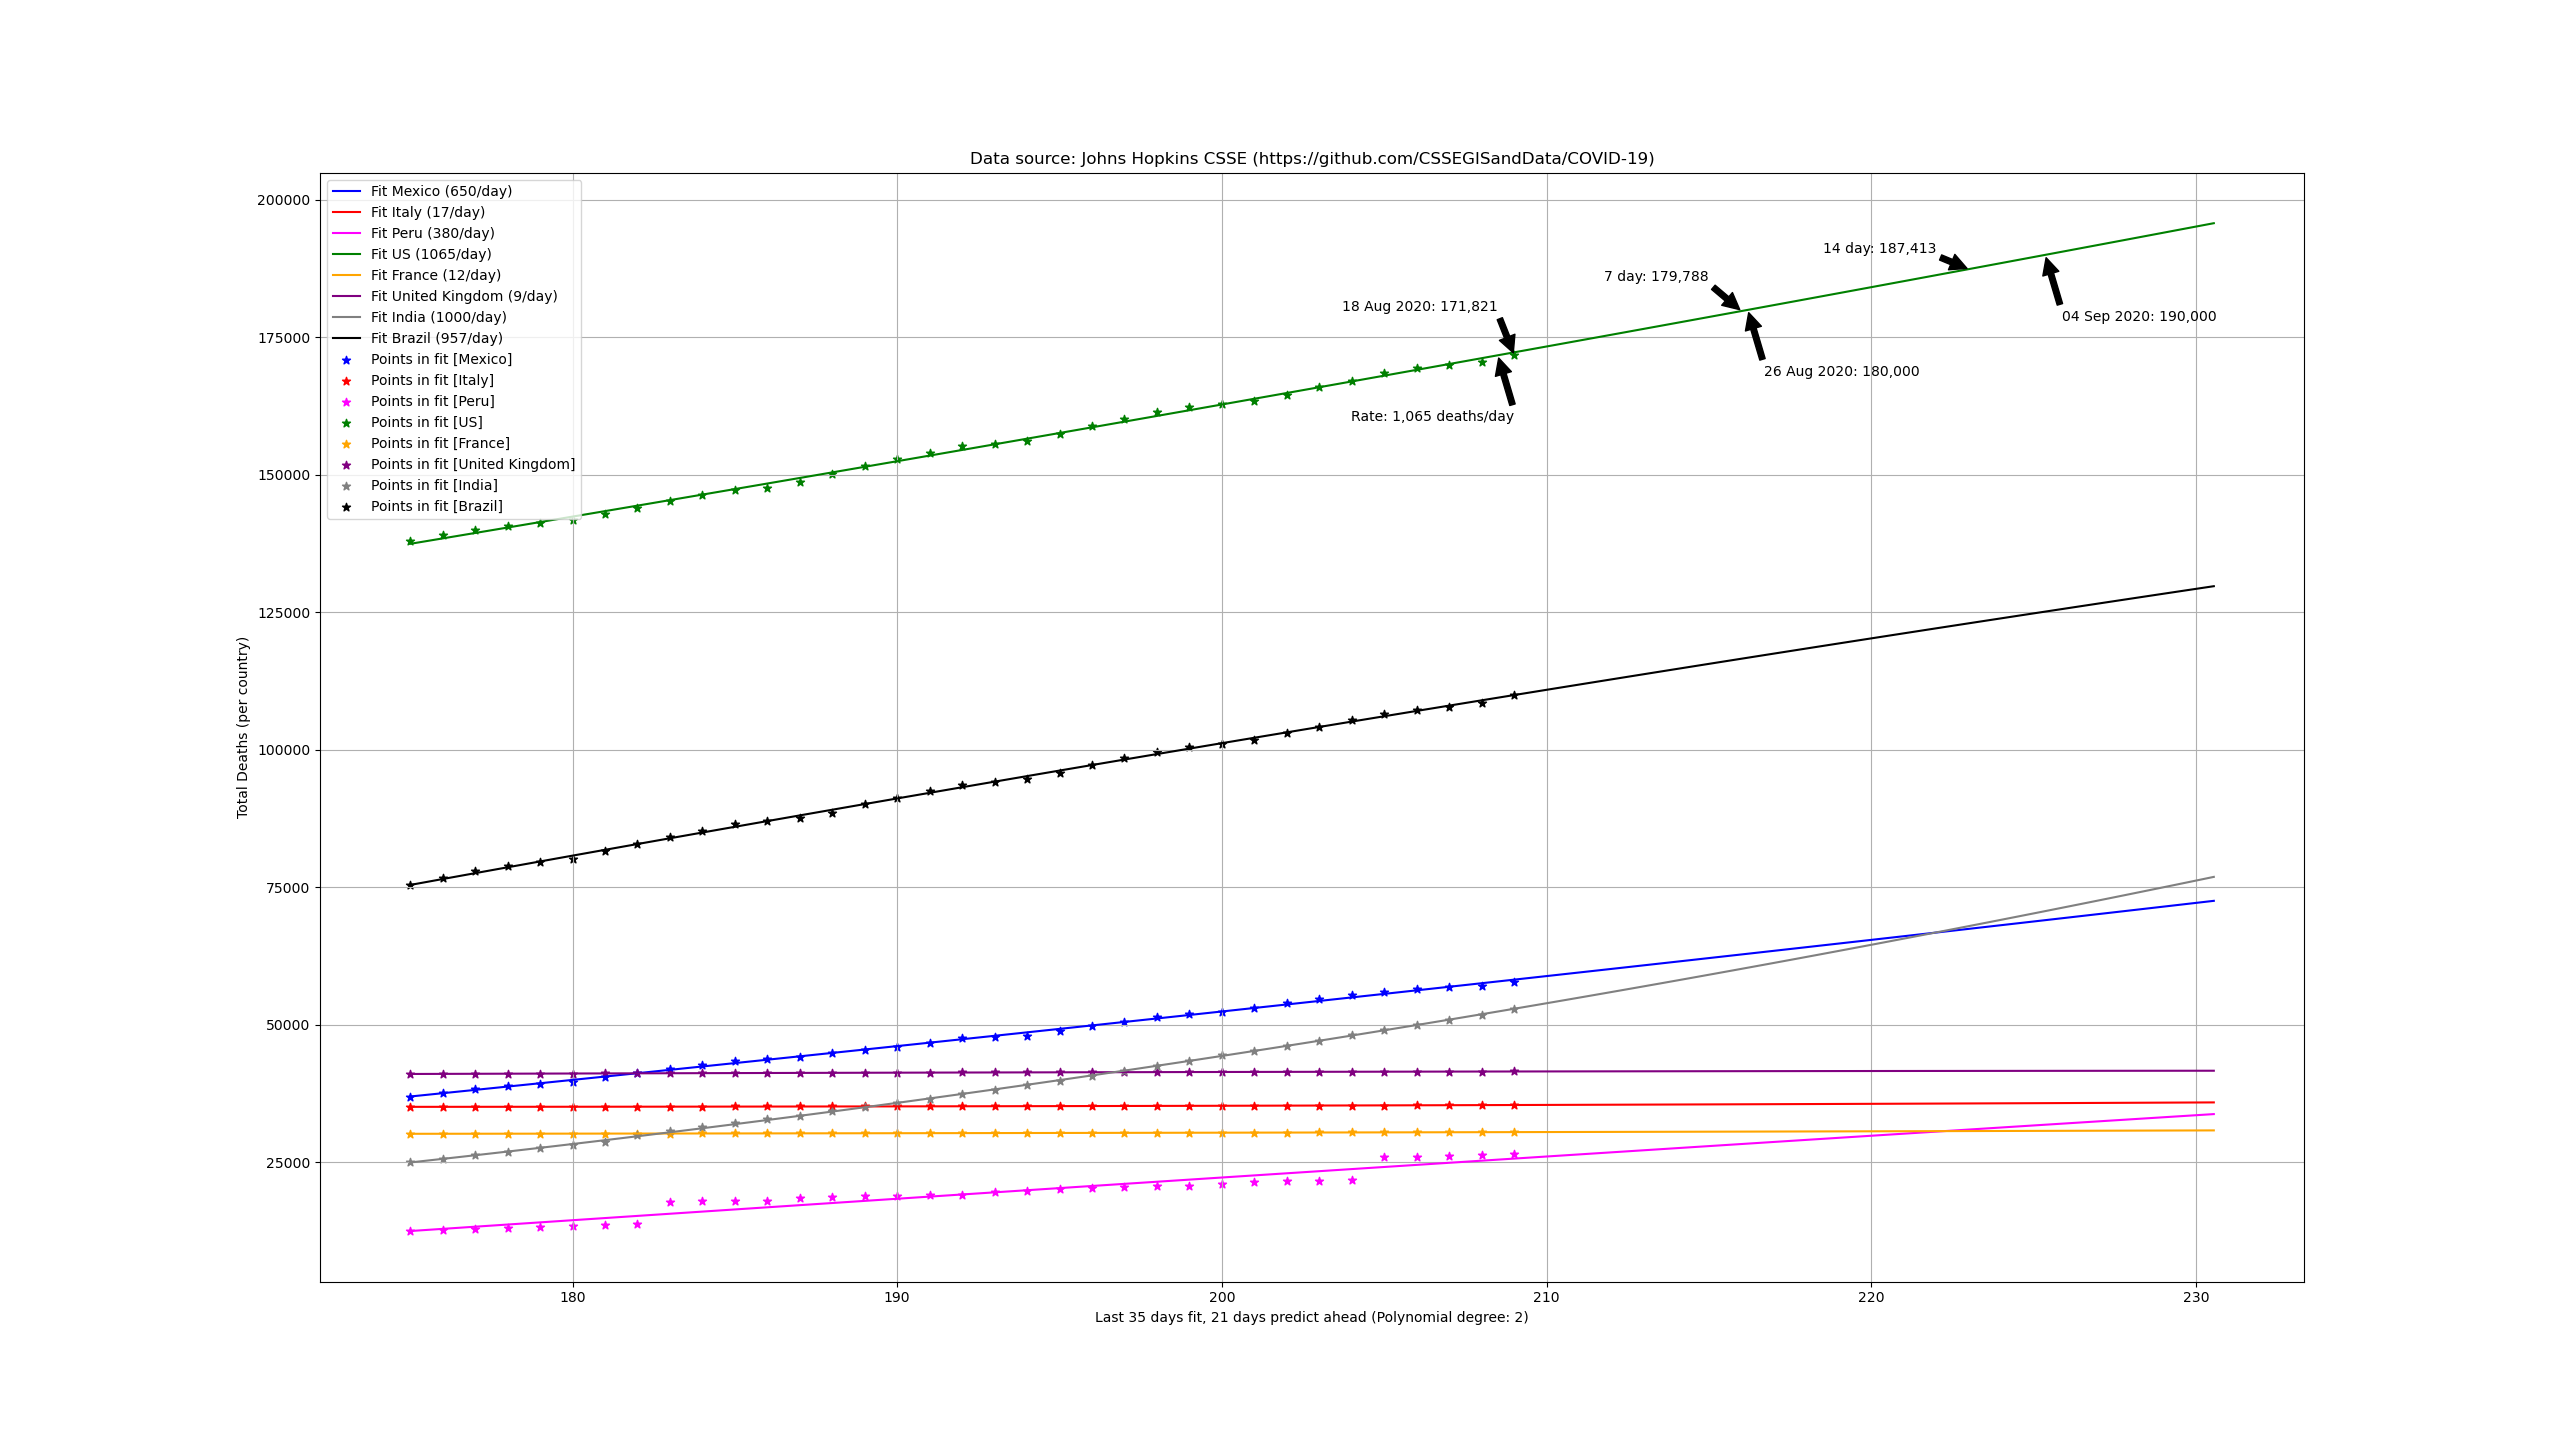 Data source: Johns Hopkins CSSE (https://github.com/CSSEGISandData/COVID-19)
Fit Mexico (650/day)
Fit Italy (17/day)
Fit Peru (380/day)
Fit US (1065/day)
Fit France (12/day)
Fit United Kingdom (9/day)
Fit India (1000/day)
Fit Brazil (957/day)
Points in fit [Mexico]
Points in fit [Italy]
Points in fit [Peru]
Points in fit [US]
Points in fit [France]
Points in fit [United Kingdom]
Points in fit [India]
Points in fit [Brazil]
14 day: 187,413
7 day: 179,788
18 Aug 2020: 171,821
04 Sep 2020: 190,000
26 Aug 2020: 180,000
Rate: 1,065 deaths/day
200000
175000
150000
125000
100000
75000
50000
25000
Total Deaths (per country)
180 190 200 210 220 230
Last 35 days fit, 21 days predict ahead (Polynomial degree: 2)